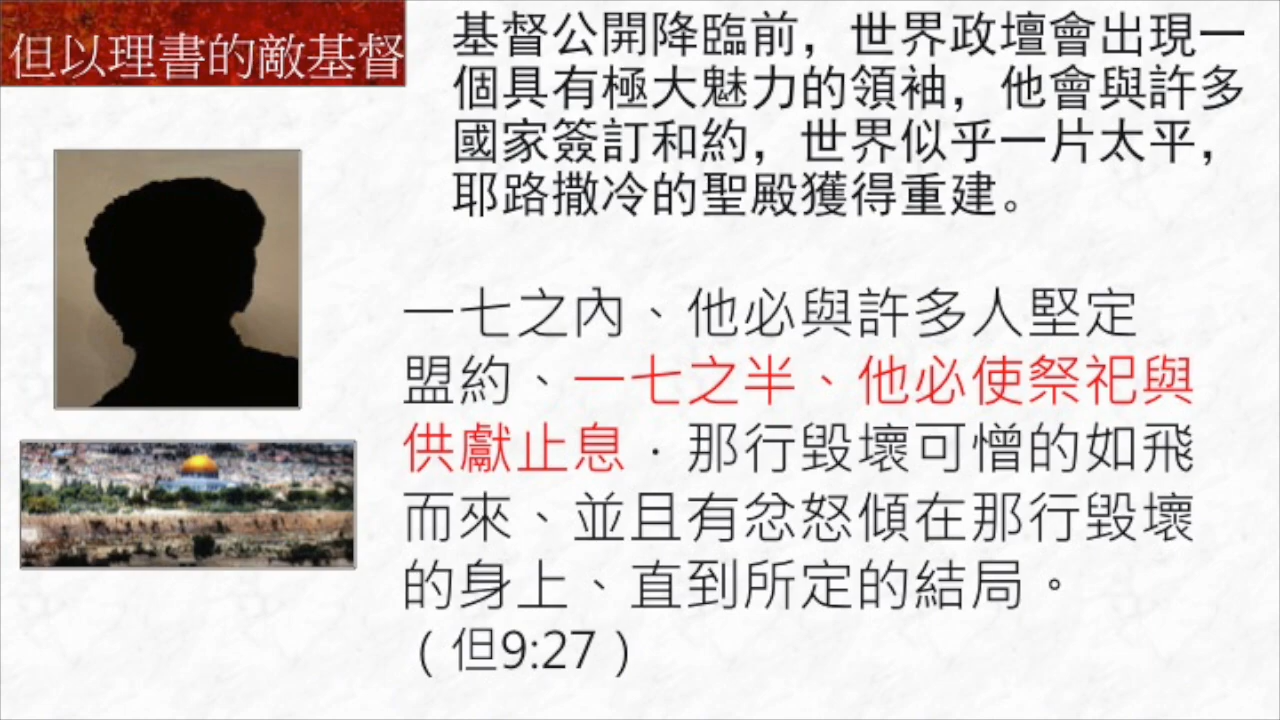 但以理書的敵基督
基督公開降臨前，世界政壇會出現一
個具有極大魅力的領袖，他會與許多
國家簽訂和約，世界似乎一片太平，
耶路撒冷的聖殿獲得重建。
一七之內、他必與許多人堅定
盟約、一七之半、他必使祭祀與
供獻止息．那行毀壞可憎的如飛
而來、並且有忿怒傾在那行毀壞
的身上、直到所定的結局。
（但9:27）